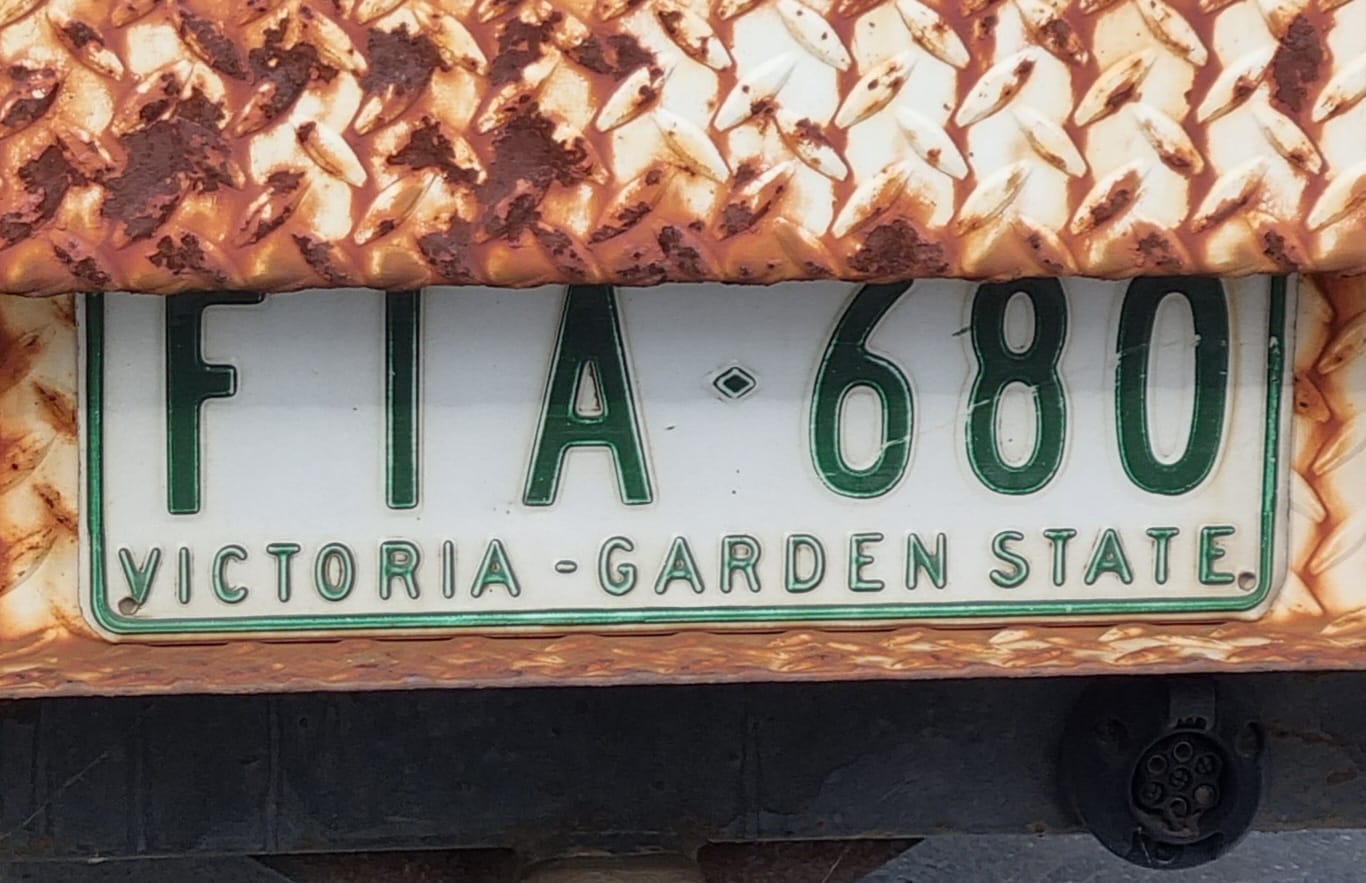 FIA·680
VICTORIA - GARDEN STATE